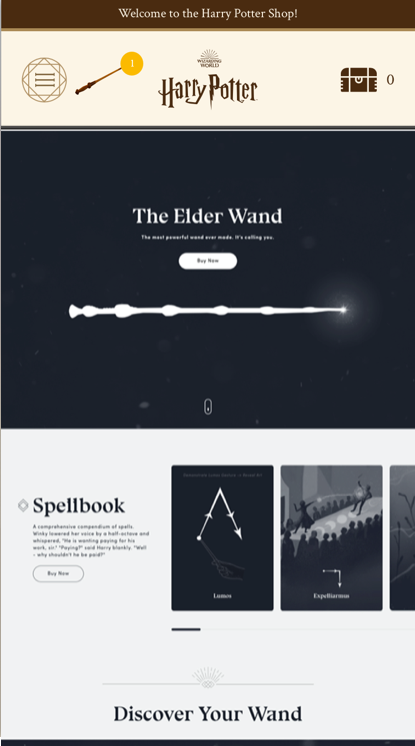 Welcome to the Harry Potter Shop!
1
WIZARDING
WORLD
Harry Potter
0
The Elder Wand
The most powerful wand ever made. It's calling you.
Buy Now
Spellbook
A comprehensive compendium of spells.
Winky lowered her voice by a half-octave and
whispered, "He is wanting paying for his
work, sir." "Paying?" said Harry blankly. "Well
- why shouldn't he be paid?"
Buy Now
Lumos
Expelliarmus
Discover Your Wand